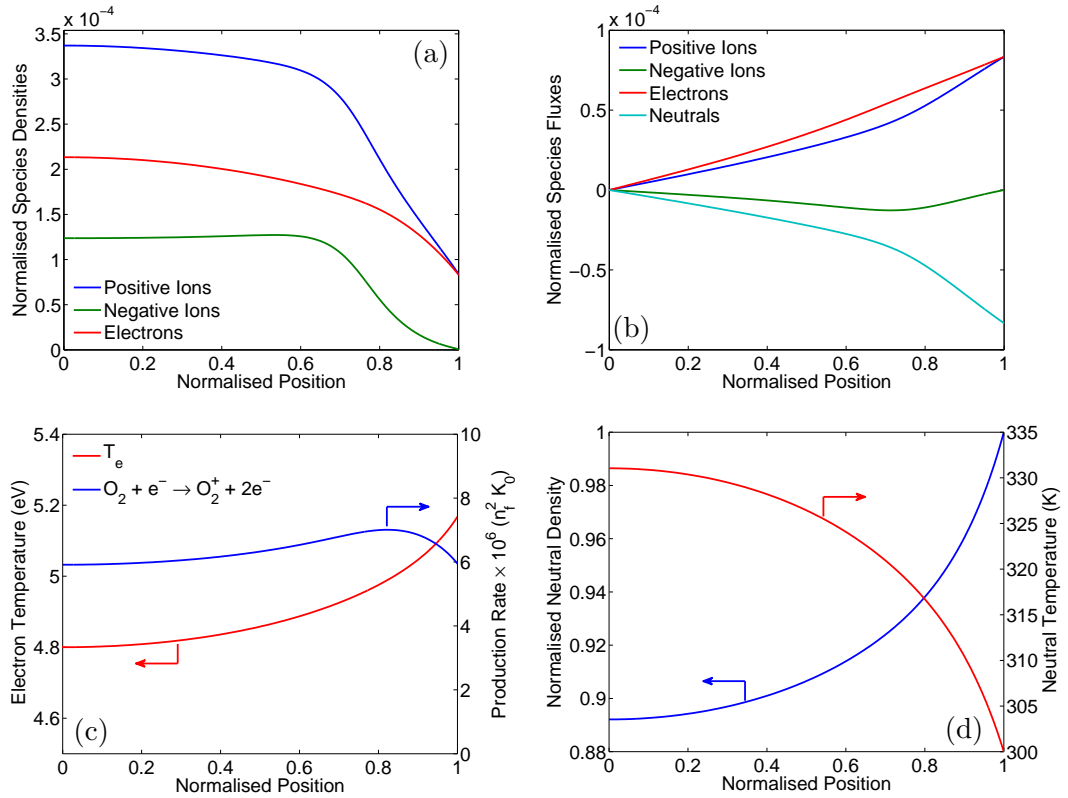 × 10⁻⁴
3.5
3
2.5
2
1.5
1
0.5
0
Normalised Species Densities
(a)
Positive Ions
Negative Ions
Electrons
0 0.2 0.4 0.6 0.8 1
Normalised Position
× 10⁻⁴
1
0.5
0
−0.5
−1
Normalised Species Fluxes
Positive Ions
Negative Ions
Electrons
Neutrals
(b)
0 0.2 0.4 0.6 0.8 1
Normalised Position
5.4
5.2
5
4.8
4.6
Electron Temperature (eV)
T_e
O₂ + e⁻ → O₂⁺ + 2e⁻
(c)
10
8
6
4
2
0
Production Rate × 10⁶ (n_f² K₀)
0 0.2 0.4 0.6 0.8 1
Normalised Position
1
0.98
0.96
0.94
0.92
0.9
0.88
Normalised Neutral Density
335
330
325
320
315
310
305
300
Neutral Temperature (K)
(d)
0 0.2 0.4 0.6 0.8 1
Normalised Position